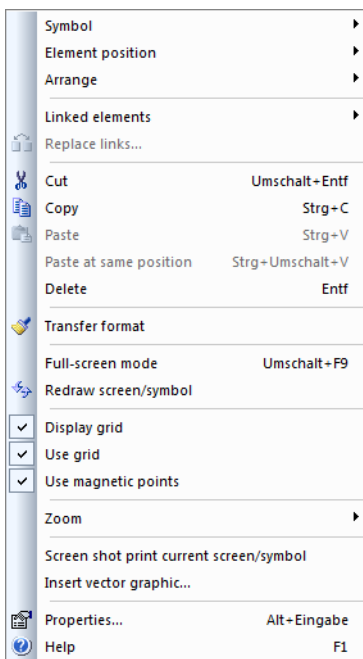 Symbol
Element position
Arrange
Linked elements
Replace links...
Cut Umschalt+Entf
Copy Strg+C
Paste Strg+V
Paste at same position Strg+Umschalt+V
Delete Entf
Transfer format
Full-screen mode Umschalt+F9
Redraw screen/symbol
Display grid
Use grid
Use magnetic points
Zoom
Screen shot print current screen/symbol
Insert vector graphic...
Properties... Alt+Eingabe
Help F1